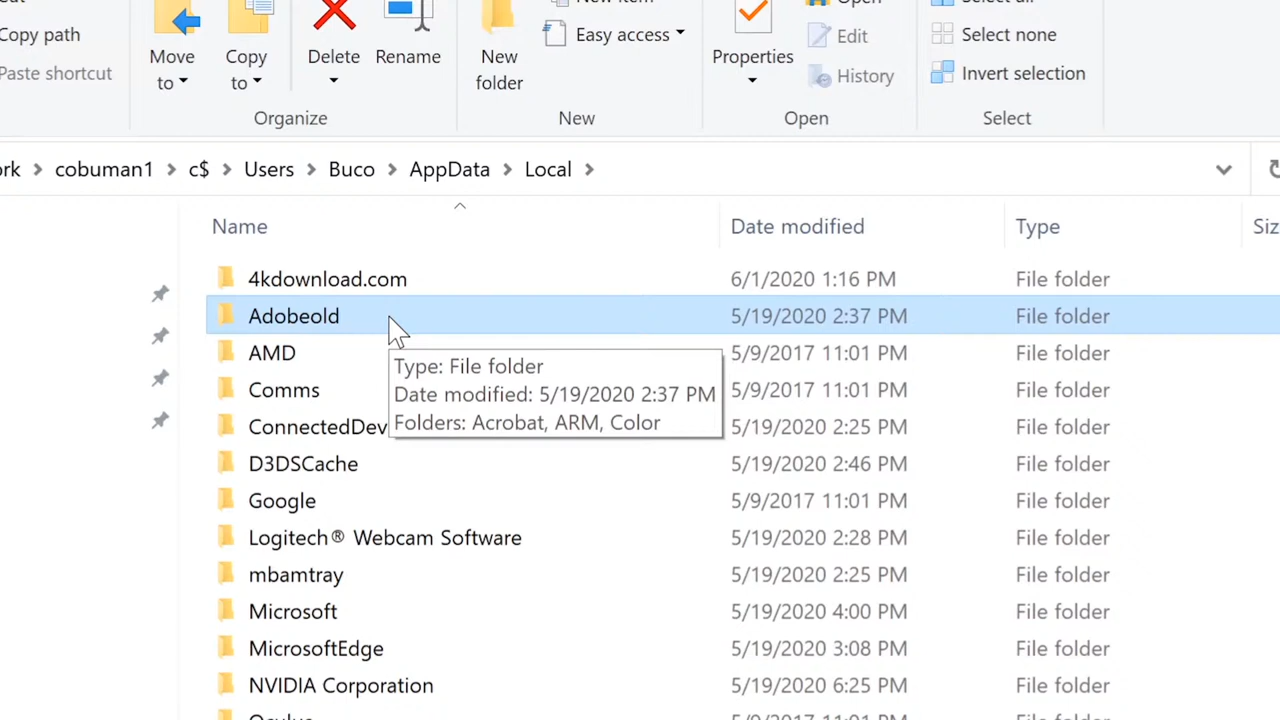 Copy path
Paste shortcut
Move to
Copy to
Delete
Rename
Organize
New folder
New item
Easy access
New
Properties
Open
Edit
History
Open
Select all
Select none
Invert selection
Select
cobuman1 > c$ > Users > Buco > AppData > Local >
Name Date modified Type
4kdownload.com 6/1/2020 1:16 PM File folder
Adobeold 5/19/2020 2:37 PM File folder
AMD 5/9/2017 11:01 PM File folder
Type: File folder
Date modified: 5/19/2020 2:37 PM
Folders: Acrobat, ARM, Color
Comms 5/9/2017 11:01 PM File folder
ConnectedDev 5/19/2020 2:25 PM File folder
D3DSCache 5/19/2020 2:46 PM File folder
Google 5/9/2017 11:01 PM File folder
Logitech® Webcam Software 5/19/2020 2:28 PM File folder
mbamtray 5/19/2020 2:25 PM File folder
Microsoft 5/19/2020 4:00 PM File folder
MicrosoftEdge 5/19/2020 3:08 PM File folder
NVIDIA Corporation 5/19/2020 6:25 PM File folder